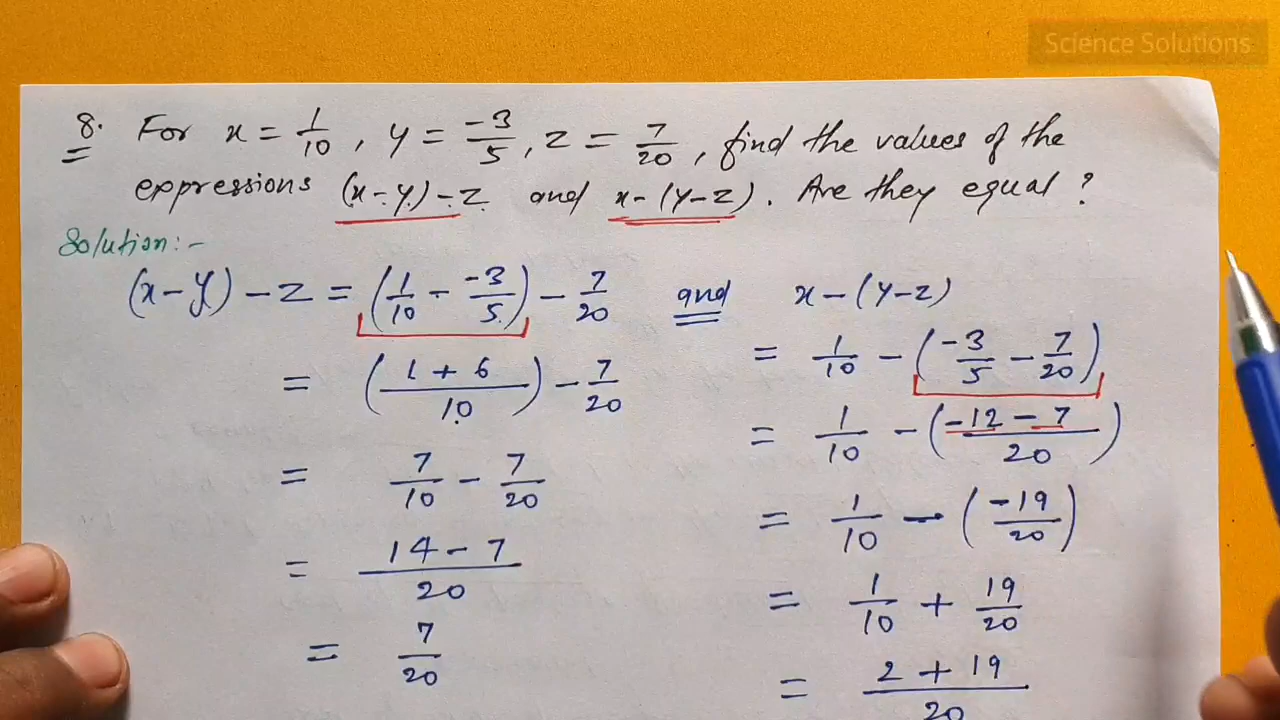 Science Solutions
8. For x = 1/10, y = -3/5, z = 7/20, find the values of the
expressions (x-y)-z and x-(y-z). Are they equal?
Solution:-
(x-y)-z = (1/10 - -3/5) - 7/20 and x-(y-z)
= (1+6/10) - 7/20
= 7/10 - 7/20
= 14-7/20
= 7/20
= 1/10 - (-3/5 - 7/20)
= 1/10 - (-12-7/20)
= 1/10 - (-19/20)
= 1/10 + 19/20
= 2+19/20